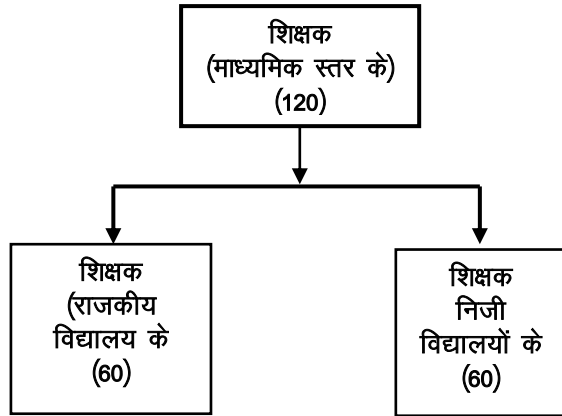 शिक्षक
(माध्यमिक स्तर के)
(120)
शिक्षक
(राजकीय
विद्यालय के
(60)
शिक्षक
निजी
विद्यालयों के
(60)